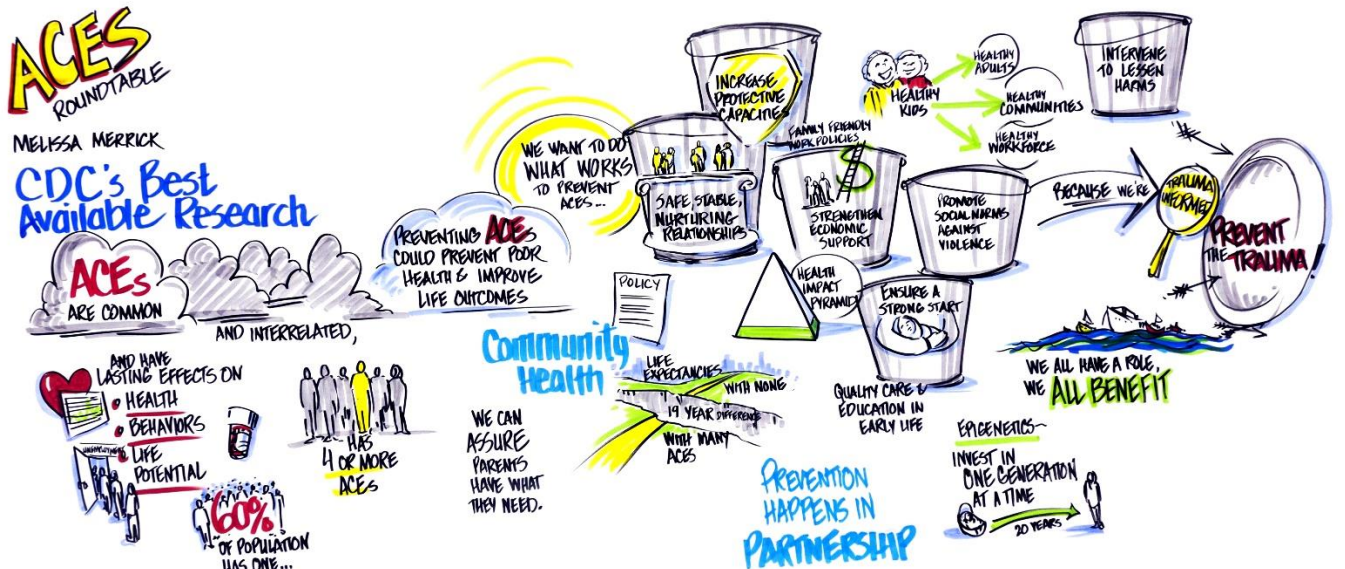 ACES
ROUNDTABLE
MELISSA MERRICK
CDC's Best
Available Research
ACEs
ARE COMMON
AND INTERRELATED,
AND HAVE
LASTING EFFECTS ON
HEALTH
BEHAVIORS
LIFE
POTENTIAL
UNEMPLOYMENT
60%
OF POPULATION
HAS ONE...
HAS
4 OR MORE
ACEs
PREVENTING ACEs
COULD PREVENT POOR
HEALTH & IMPROVE
LIFE OUTCOMES
WE WANT TO DO
WHAT WORKS
TO PREVENT
ACES...
Community
Health
WE CAN
ASSURE
PARENTS
HAVE WHAT
THEY NEED.
POLICY
LIFE
EXPECTANCIES
WITH NONE
19 YEAR DIFFERENCE
WITH MANY
ACES
INCREASE
PROTECTIVE
CAPACITIES
SAFE, STABLE,
NURTURING
RELATIONSHIPS
FAMILY FRIENDLY
WORK POLICIES
$
STRENGTHEN
ECONOMIC
SUPPORT
PROMOTE
SOCIAL NORMS
AGAINST
VIOLENCE
HEALTH
IMPACT
PYRAMID
ENSURE A
STRONG START
QUALITY CARE &
EDUCATION IN
EARLY LIFE
PREVENTION
HAPPENS IN
PARTNERSHIP
HEALTHY
KIDS
HEALTHY
ADULTS
HEALTHY
COMMUNITIES
HEALTHY
WORKFORCE
INTERVENE
TO LESSEN
HARMS
BECAUSE WE'RE
TRAUMA
INFORMED
PREVENT
THE TRAUMA!
WE ALL HAVE A ROLE,
WE ALL BENEFIT
EPIGENETICS~
INVEST IN
ONE GENERATION
AT A TIME
20 YEARS